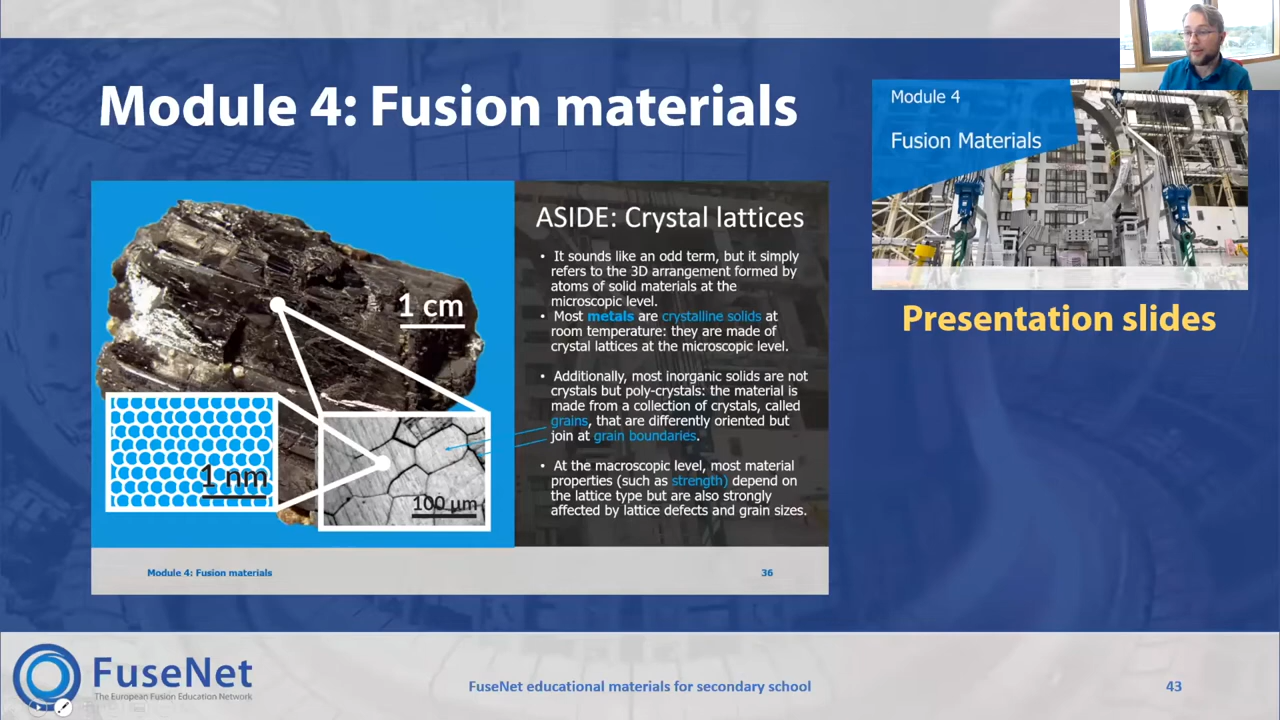 Module 4: Fusion materials
1 cm
1 nm
100 µm
ASIDE: Crystal lattices
• It sounds like an odd term, but it simply
refers to the 3D arrangement formed by
atoms of solid materials at the
microscopic level.
• Most metals are crystalline solids at
room temperature: they are made of
crystal lattices at the microscopic level.
• Additionally, most inorganic solids are not
crystals but poly-crystals: the material is
made from a collection of crystals, called
grains, that are differently oriented but
join at grain boundaries.
• At the macroscopic level, most material
properties (such as strength) depend on
the lattice type but are also strongly
affected by lattice defects and grain sizes.
Module 4: Fusion materials
36
Module 4
Fusion Materials
Presentation slides
FuseNet
The European Fusion Education Network
FuseNet educational materials for secondary school
43